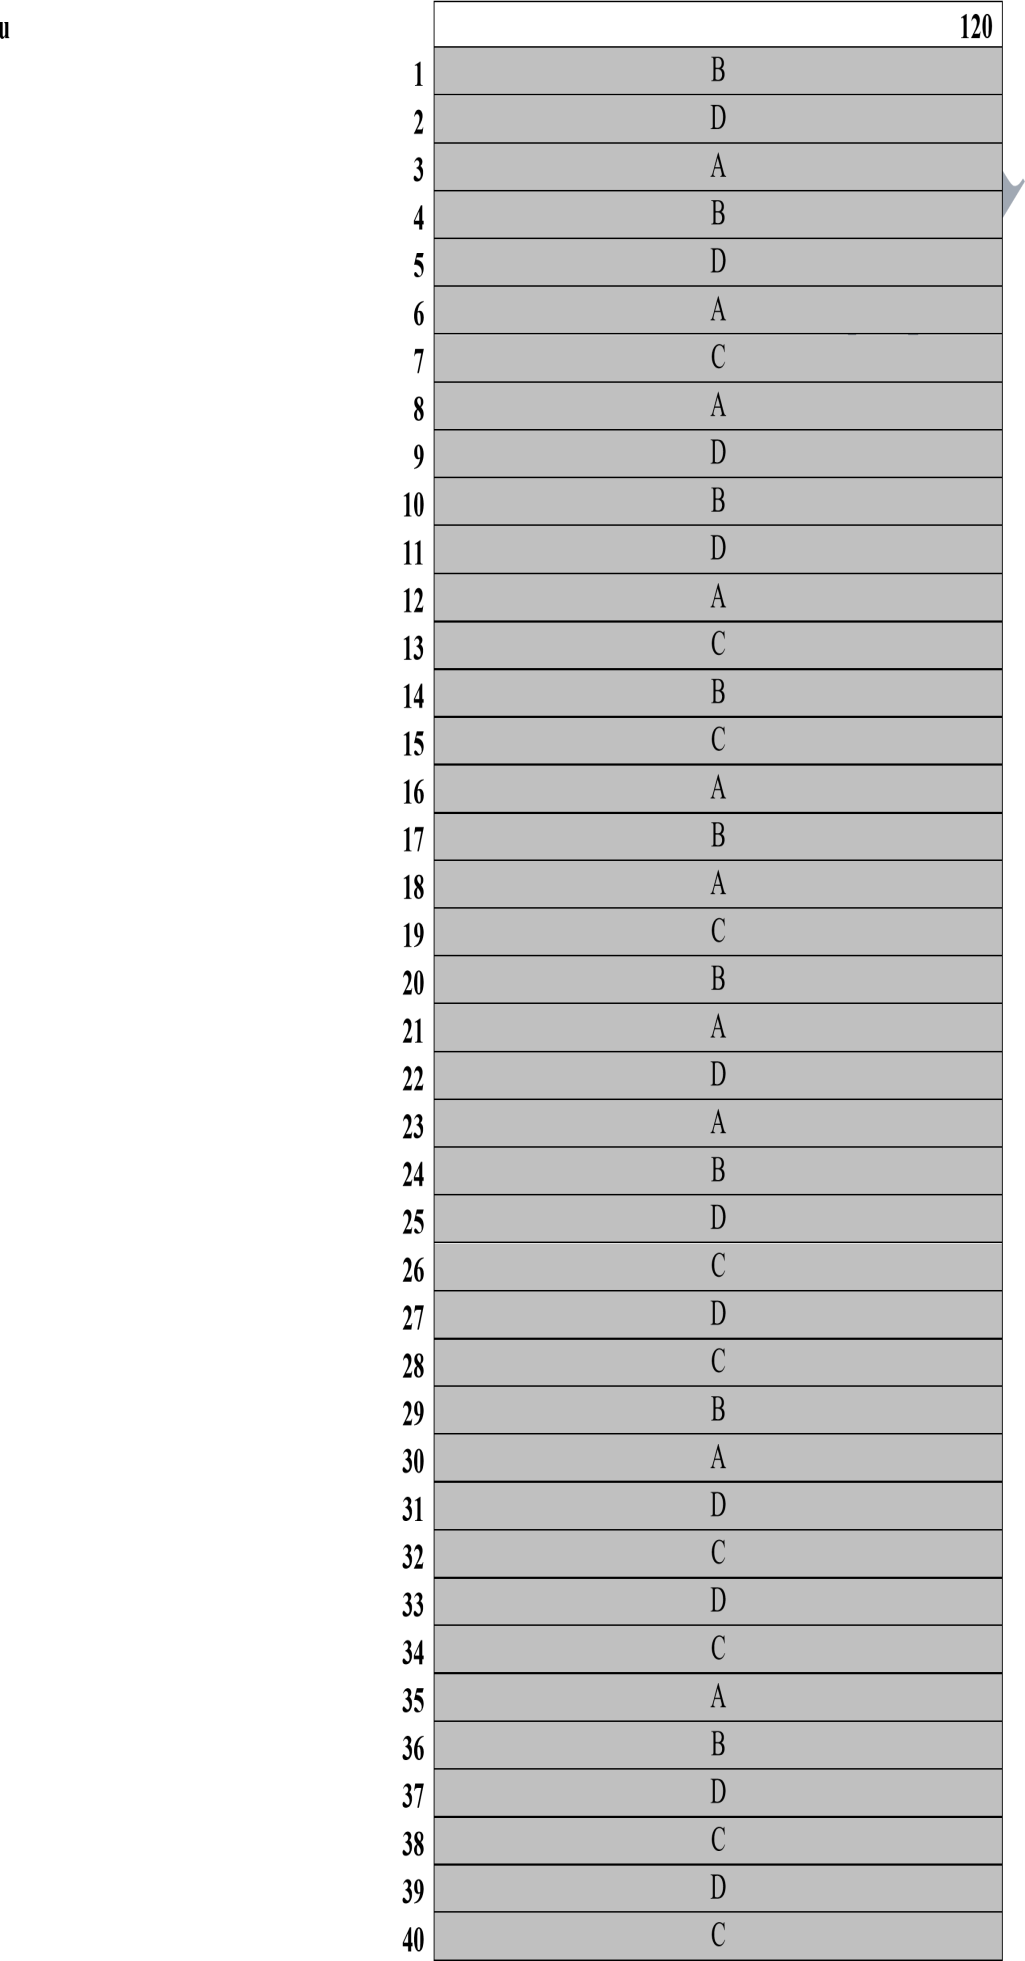 u
120
1 B
2 D
3 A
4 B
5 D
6 A
7 C
8 A
9 D
10 B
11 D
12 A
13 C
14 B
15 C
16 A
17 B
18 A
19 C
20 B
21 A
22 D
23 A
24 B
25 D
26 C
27 D
28 C
29 B
30 A
31 D
32 C
33 D
34 C
35 A
36 B
37 D
38 C
39 D
40 C